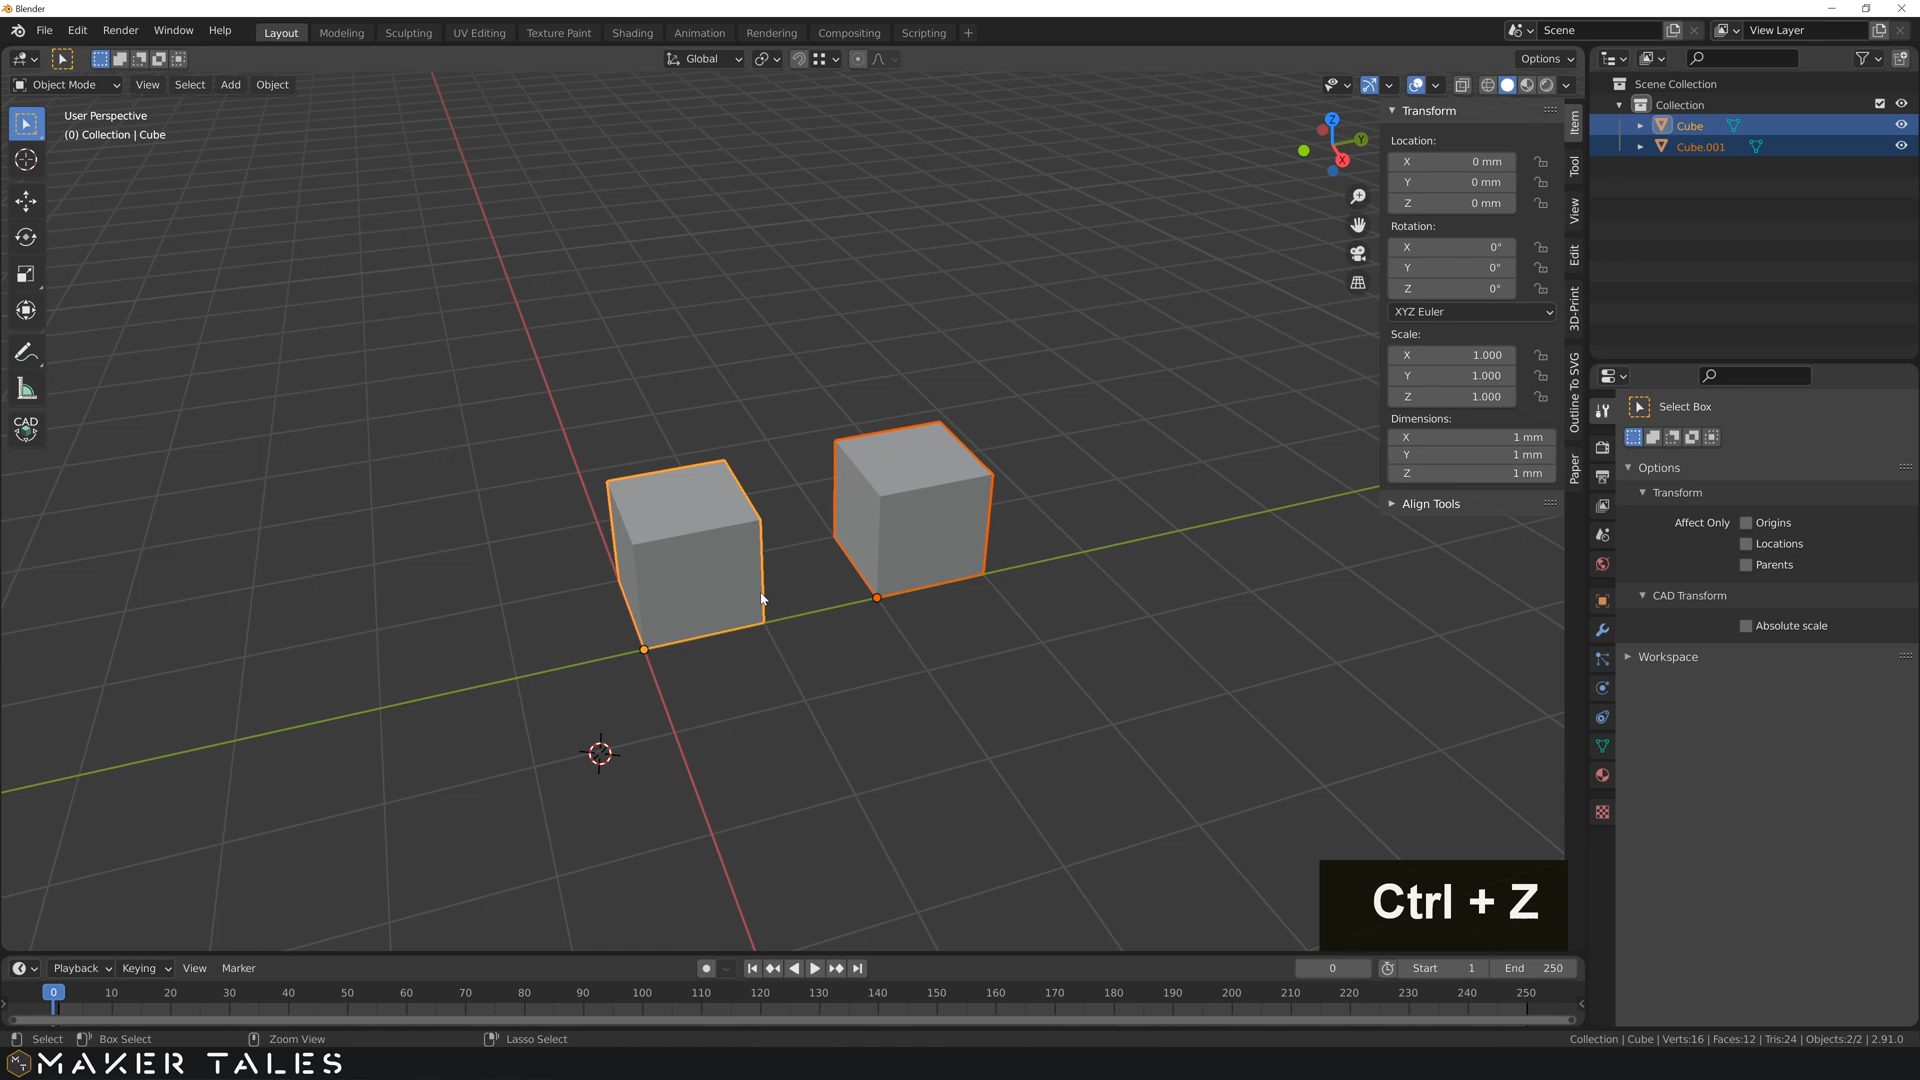 Blender
File Edit Render Window Help
Layout Modeling Sculpting UV Editing Texture Paint Shading Animation Rendering Compositing Scripting +
Scene
View Layer
Global
Options
Object Mode View Select Add Object
User Perspective
(0) Collection | Cube
CAD
Z
Y
X
Transform
Location:
X 0 mm
Y 0 mm
Z 0 mm
Rotation:
X 0°
Y 0°
Z 0°
XYZ Euler
Scale:
X 1.000
Y 1.000
Z 1.000
Dimensions:
X 1 mm
Y 1 mm
Z 1 mm
Align Tools
Item
Tool
View
Edit
3D-Print
Outline To SVG
Paper
Scene Collection
Collection
Cube
Cube.001
Select Box
Options
Transform
Affect Only Origins
Locations
Parents
CAD Transform
Absolute scale
Workspace
Ctrl + Z
Playback Keying View Marker
0 Start 1 End 250
0 10 20 30 40 50 60 70 80 90 100 110 120 130 140 150 160 170 180 190 200 210 220 230 240 250
Select Box Select Zoom View Lasso Select
Collection | Cube | Verts:16 | Faces:12 | Tris:24 | Objects:2/2 | 2.91.0
MAKER TALES